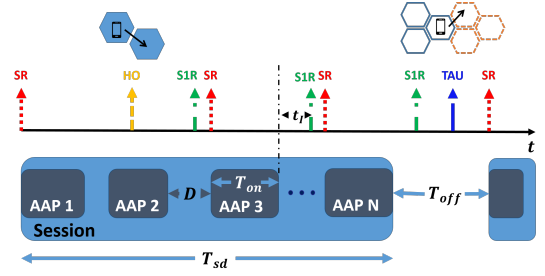 SR HO S1R SR S1R SR S1R TAU SR
t_I
t
AAP 1 AAP 2 D T_on AAP 3 AAP N T_off
Session
T_sd